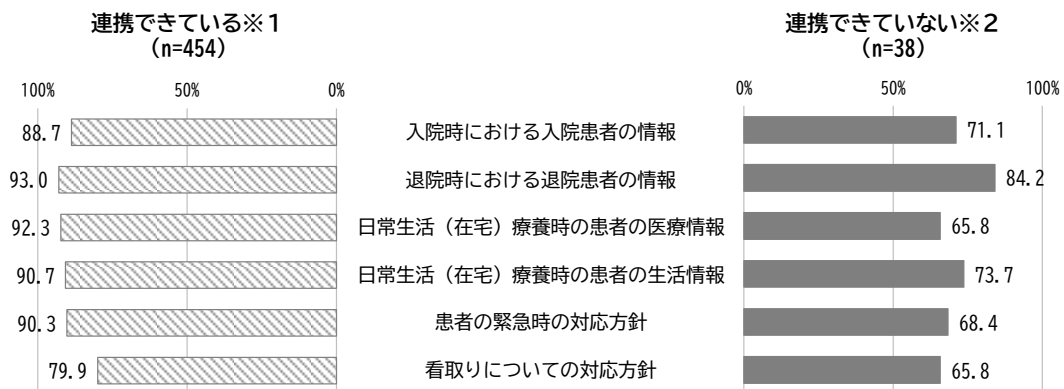 連携できている※1 連携できていない※2
(n=454) (n=38)
100% 50% 0% 0% 50% 100%
88.7 入院時における入院患者の情報 71.1
93.0 退院時における退院患者の情報 84.2
92.3 日常生活（在宅）療養時の患者の医療情報 65.8
90.7 日常生活（在宅）療養時の患者の生活情報 73.7
90.3 患者の緊急時の対応方針 68.4
79.9 看取りについての対応方針 65.8